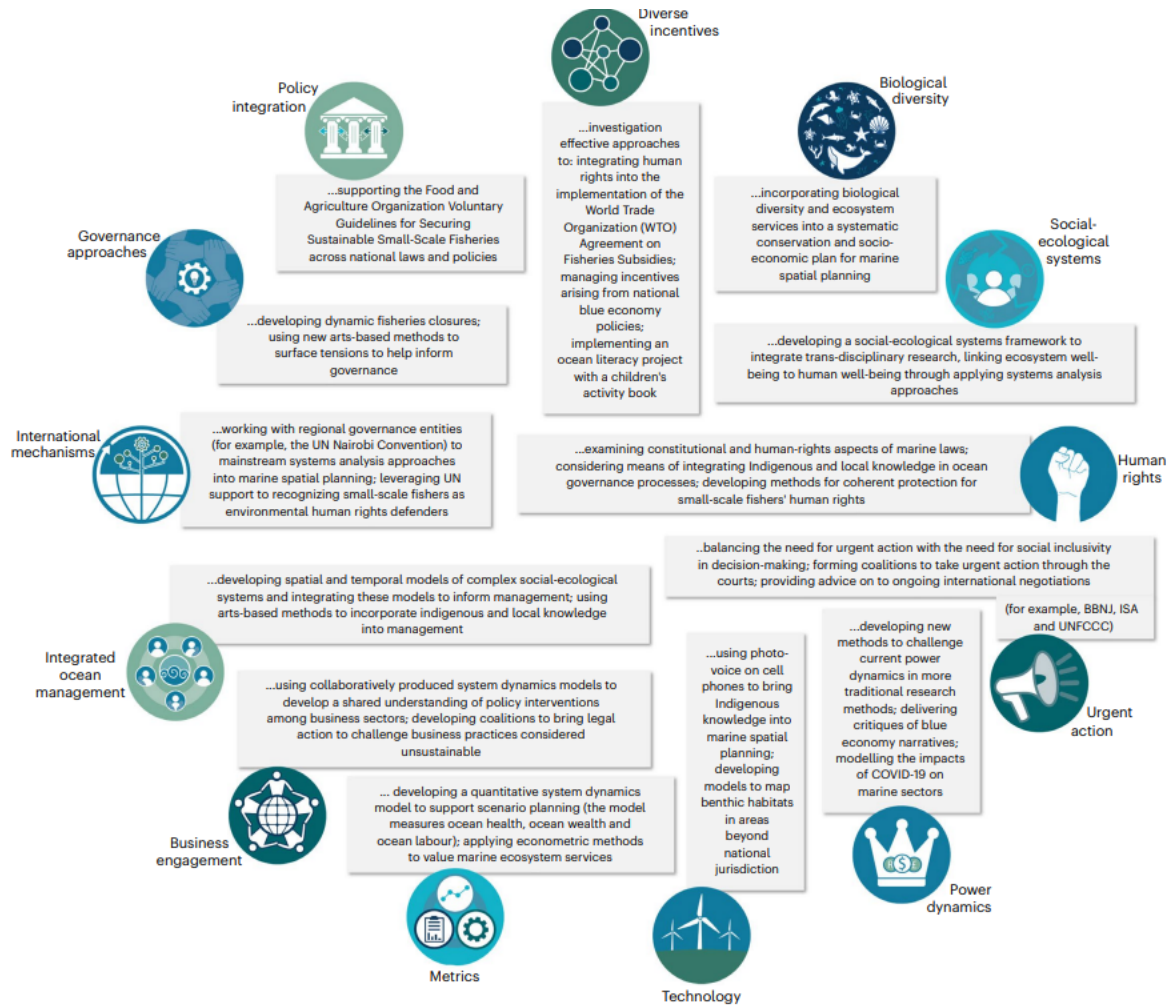 Diverse
incentives
...investigation
effective approaches
to: integrating human
rights into the
implementation of the
World Trade
Organization (WTO)
Agreement on
Fisheries Subsidies;
managing incentives
arising from national
blue economy
policies;
implementing an
ocean literacy project
with a children's
activity book
Biological
diversity
...incorporating biological
diversity and ecosystem
services into a systematic
conservation and socio-
economic plan for marine
spatial planning
Social-
ecological
systems
...developing a social-ecological systems framework to
integrate trans-disciplinary research, linking ecosystem well-
being to human well-being through applying systems analysis
approaches
Human
rights
...examining constitutional and human-rights aspects of marine laws;
considering means of integrating Indigenous and local knowledge in ocean
governance processes; developing methods for coherent protection for
small-scale fishers' human rights
..balancing the need for urgent action with the need for social inclusivity
in decision-making; forming coalitions to take urgent action through the
courts; providing advice on to ongoing international negotiations
(for example, BBNJ, ISA
and UNFCCC)
Urgent
action
...developing new
methods to challenge
current power
dynamics in more
traditional research
methods; delivering
critiques of blue
economy narratives;
modelling the impacts
of COVID-19 on
marine sectors
$
Power
dynamics
...using photo-
voice on cell
phones to bring
Indigenous
knowledge into
marine spatial
planning;
developing
models to map
benthic habitats
in areas
beyond
national
jurisdiction
Technology
... developing a quantitative system dynamics
model to support scenario planning (the model
measures ocean health, ocean wealth and
ocean labour); applying econometric methods
to value marine ecosystem services
Metrics
...using collaboratively produced system dynamics models to
develop a shared understanding of policy interventions
among business sectors; developing coalitions to bring legal
action to challenge business practices considered
unsustainable
Business
engagement
...developing spatial and temporal models of complex social-ecological
systems and integrating these models to inform management; using
arts-based methods to incorporate indigenous and local knowledge
into management
Integrated
ocean
management
International
mechanisms
...working with regional governance entities
(for example, the UN Nairobi Convention) to
mainstream systems analysis approaches
into marine spatial planning; leveraging UN
support to recognizing small-scale fishers as
environmental human rights defenders
Governance
approaches
...developing dynamic fisheries closures;
using new arts-based methods to
surface tensions to help inform
governance
Policy
integration
...supporting the Food and
Agriculture Organization Voluntary
Guidelines for Securing
Sustainable Small-Scale Fisheries
across national laws and policies